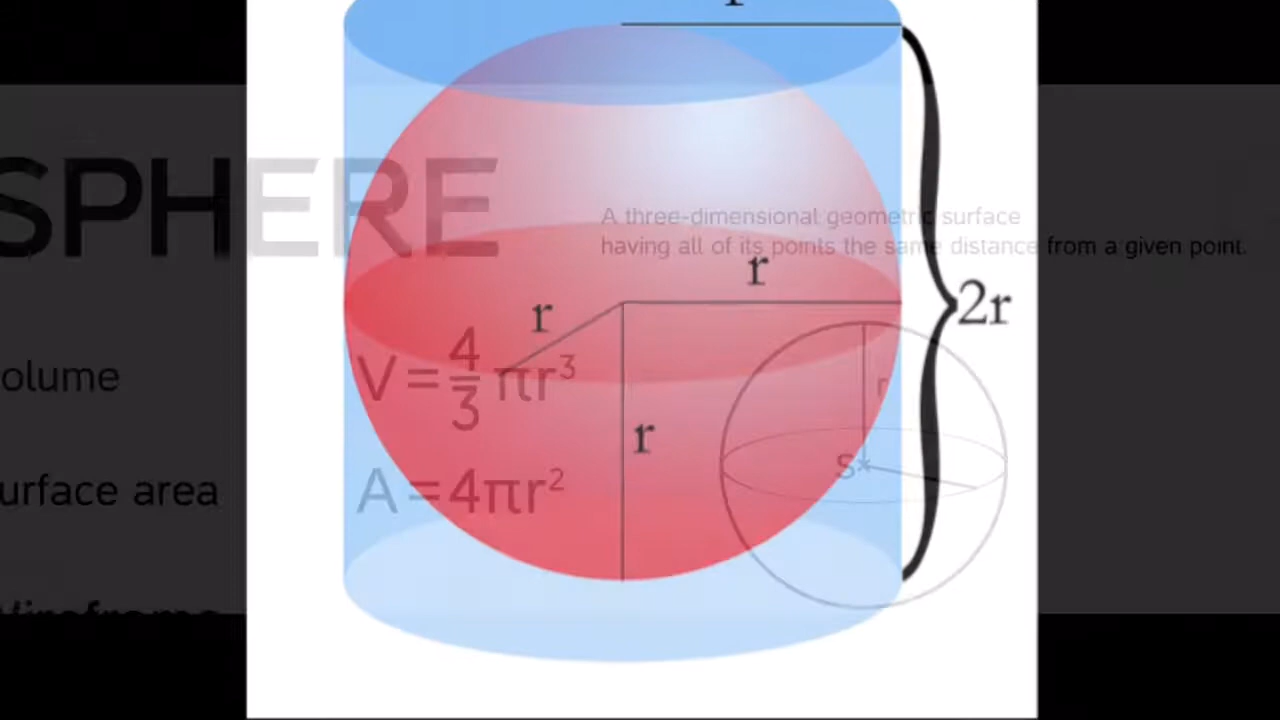 r
SPHERE
A three-dimensional geometric surface
having all of its points the same distance from a given point.
r
2r
r
olume V = 4/3 πr³
r
r
S
urface area A = 4πr²
Wireframe